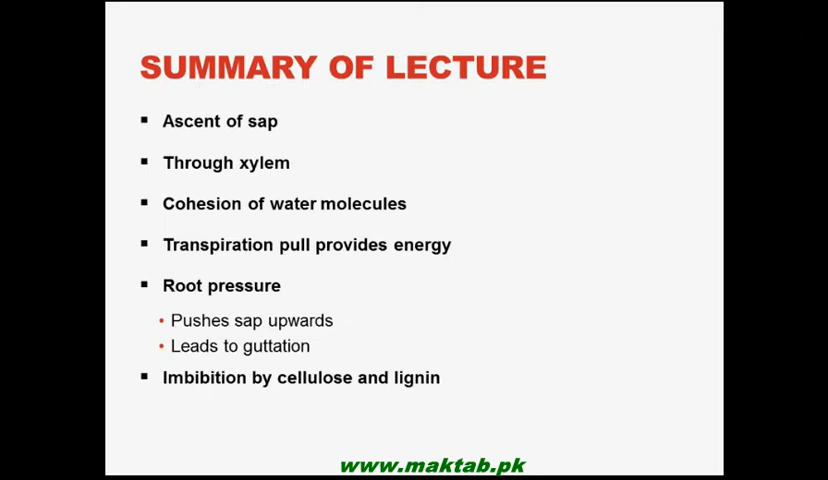 SUMMARY OF LECTURE
▪ Ascent of sap
▪ Through xylem
▪ Cohesion of water molecules
▪ Transpiration pull provides energy
▪ Root pressure
• Pushes sap upwards
• Leads to guttation
▪ Imbibition by cellulose and lignin
www.maktab.pk